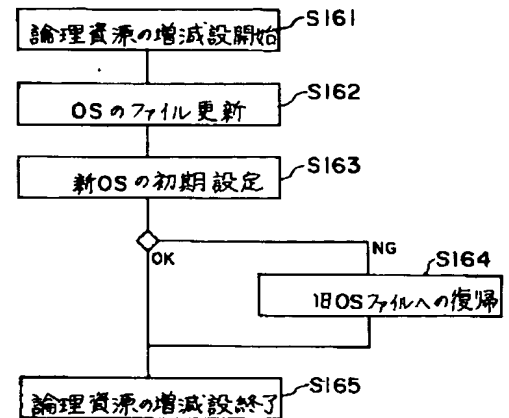 論理資源の増減設開始
S161
OSのファイル更新
S162
新OSの初期設定
S163
OK
NG
S164
旧OSファイルへの復帰
論理資源の増減設終了
S165